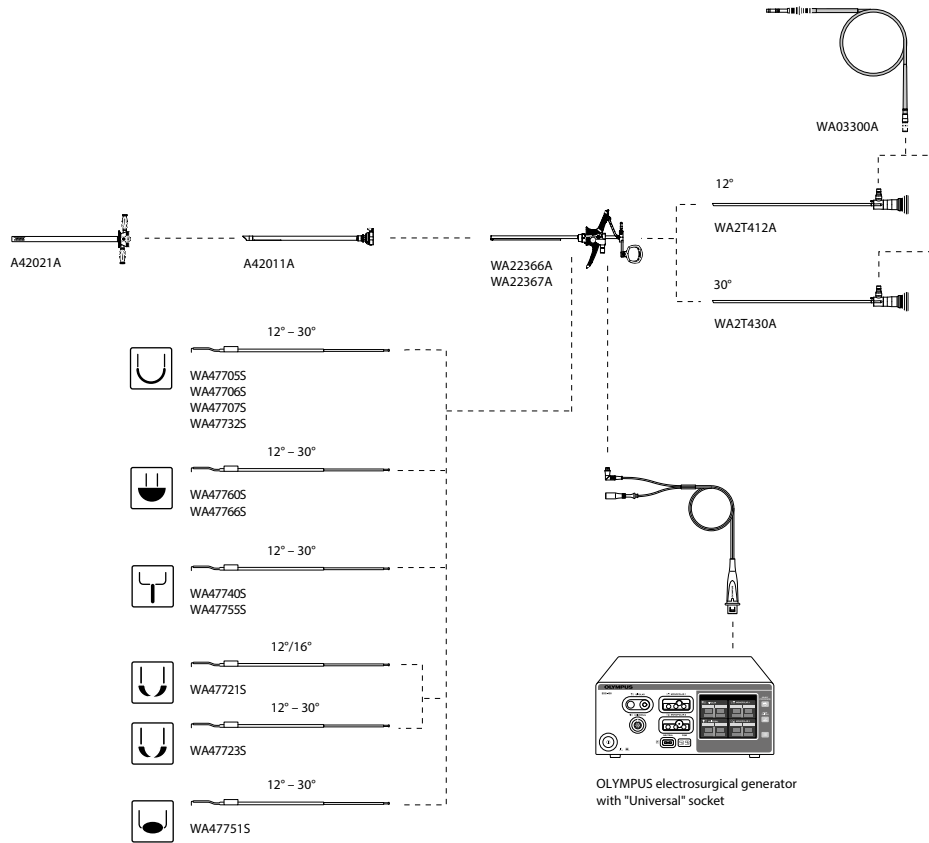 WA03300A
12°
WA2T412A
A42021A
A42011A
WA22366A
WA22367A
30°
WA2T430A
12° – 30°
WA47705S
WA47706S
WA47707S
WA47732S
12° – 30°
WA47760S
WA47766S
12° – 30°
WA47740S
WA47755S
12°/16°
WA47721S
12° – 30°
WA47723S
12° – 30°
WA47751S
OLYMPUS
OLYMPUS electrosurgical generator
with "Universal" socket